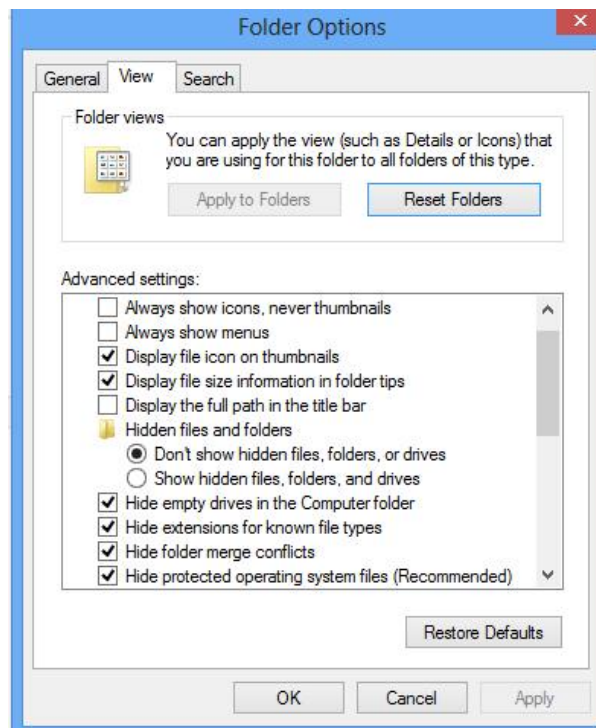 Folder Options
General View Search
Folder views
You can apply the view (such as Details or Icons) that
you are using for this folder to all folders of this type.
Apply to Folders Reset Folders
Advanced settings:
Always show icons, never thumbnails
Always show menus
Display file icon on thumbnails
Display file size information in folder tips
Display the full path in the title bar
Hidden files and folders
Don't show hidden files, folders, or drives
Show hidden files, folders, and drives
Hide empty drives in the Computer folder
Hide extensions for known file types
Hide folder merge conflicts
Hide protected operating system files (Recommended)
Restore Defaults
OK Cancel Apply